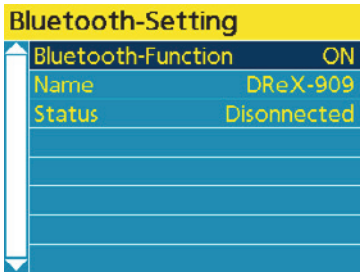 Bluetooth-Setting
Bluetooth-Function ON
Name DReX-909
Status Disonnected